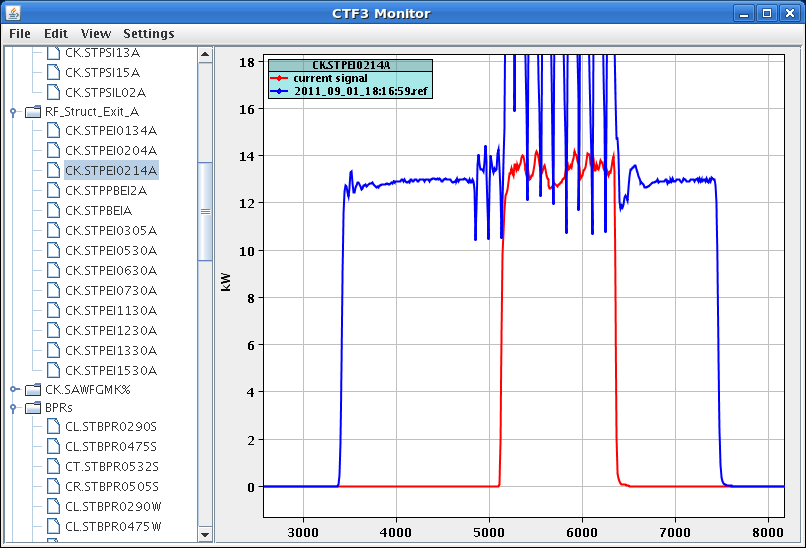 CTF3 Monitor
File Edit View Settings
CK.STPSI13A
CK.STPSI15A
CK.STPSIL02A
RF_Struct_Exit_A
CK.STPEI0134A
CK.STPEI0204A
CK.STPEI0214A
CK.STPPBEI2A
CK.STPBEIA
CK.STPEI0305A
CK.STPEI0530A
CK.STPEI0630A
CK.STPEI0730A
CK.STPEI1130A
CK.STPEI1230A
CK.STPEI1330A
CK.STPEI1530A
CK.SAWFGMK%
BPRs
CL.STBPR0290S
CL.STBPR0475S
CT.STBPR0532S
CR.STBPR0505S
CL.STBPR0290W
CL.STBPR0475W
CK.STPEI0214A
current signal
2011_09_01_18:16:59.ref
18
16
14
12
10
8
6
4
2
0
kW
3000 4000 5000 6000 7000 8000